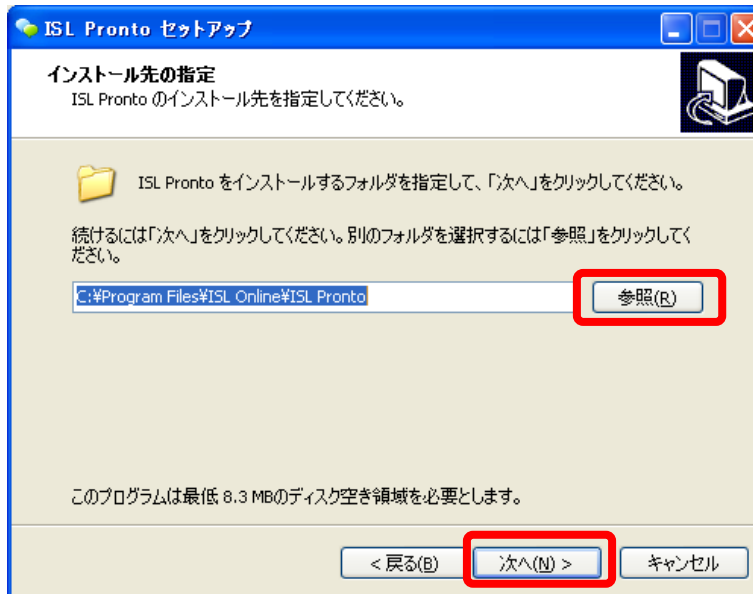 ISL Pronto セットアップ
インストール先の指定
ISL Pronto のインストール先を指定してください。
ISL Pronto をインストールするフォルダを指定して、「次へ」をクリックしてください。
続けるには「次へ」をクリックしてください。別のフォルダを選択するには「参照」をクリックしてく
ださい。
C:¥Program Files¥ISL Online¥ISL Pronto
参照(R)
このプログラムは最低 8.3 MBのディスク空き領域を必要とします。
< 戻る(B)
次へ(N) >
キャンセル